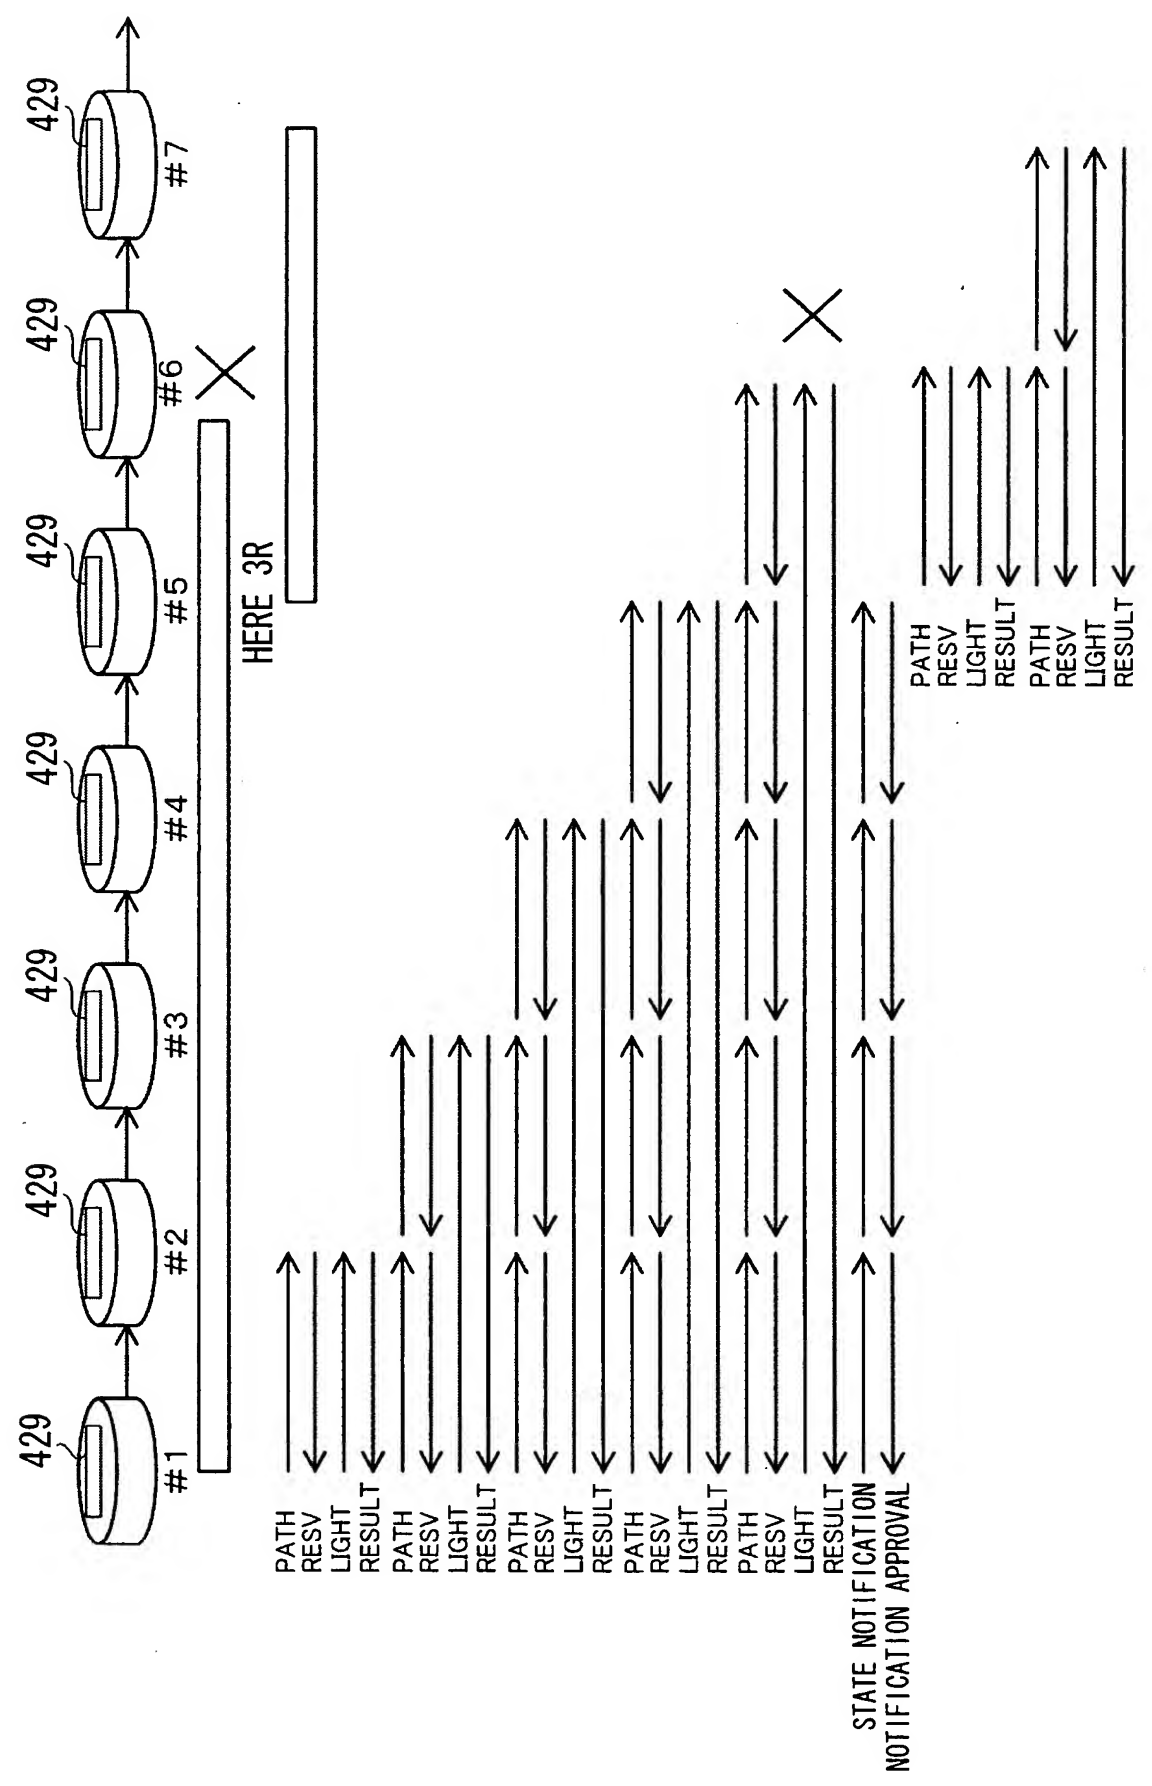 429 429 429 429 429 429 429
#1 #2 #3 #4 #5 #6 #7
HERE 3R
PATH
RESV
LIGHT
RESULT
PATH
RESV
LIGHT
RESULT
PATH
RESV
LIGHT
RESULT
PATH
RESV
LIGHT
RESULT
PATH
RESV
LIGHT
RESULT
STATE NOTIFICATION
NOTIFICATION APPROVAL
PATH
RESV
LIGHT
RESULT
PATH
RESV
LIGHT
RESULT